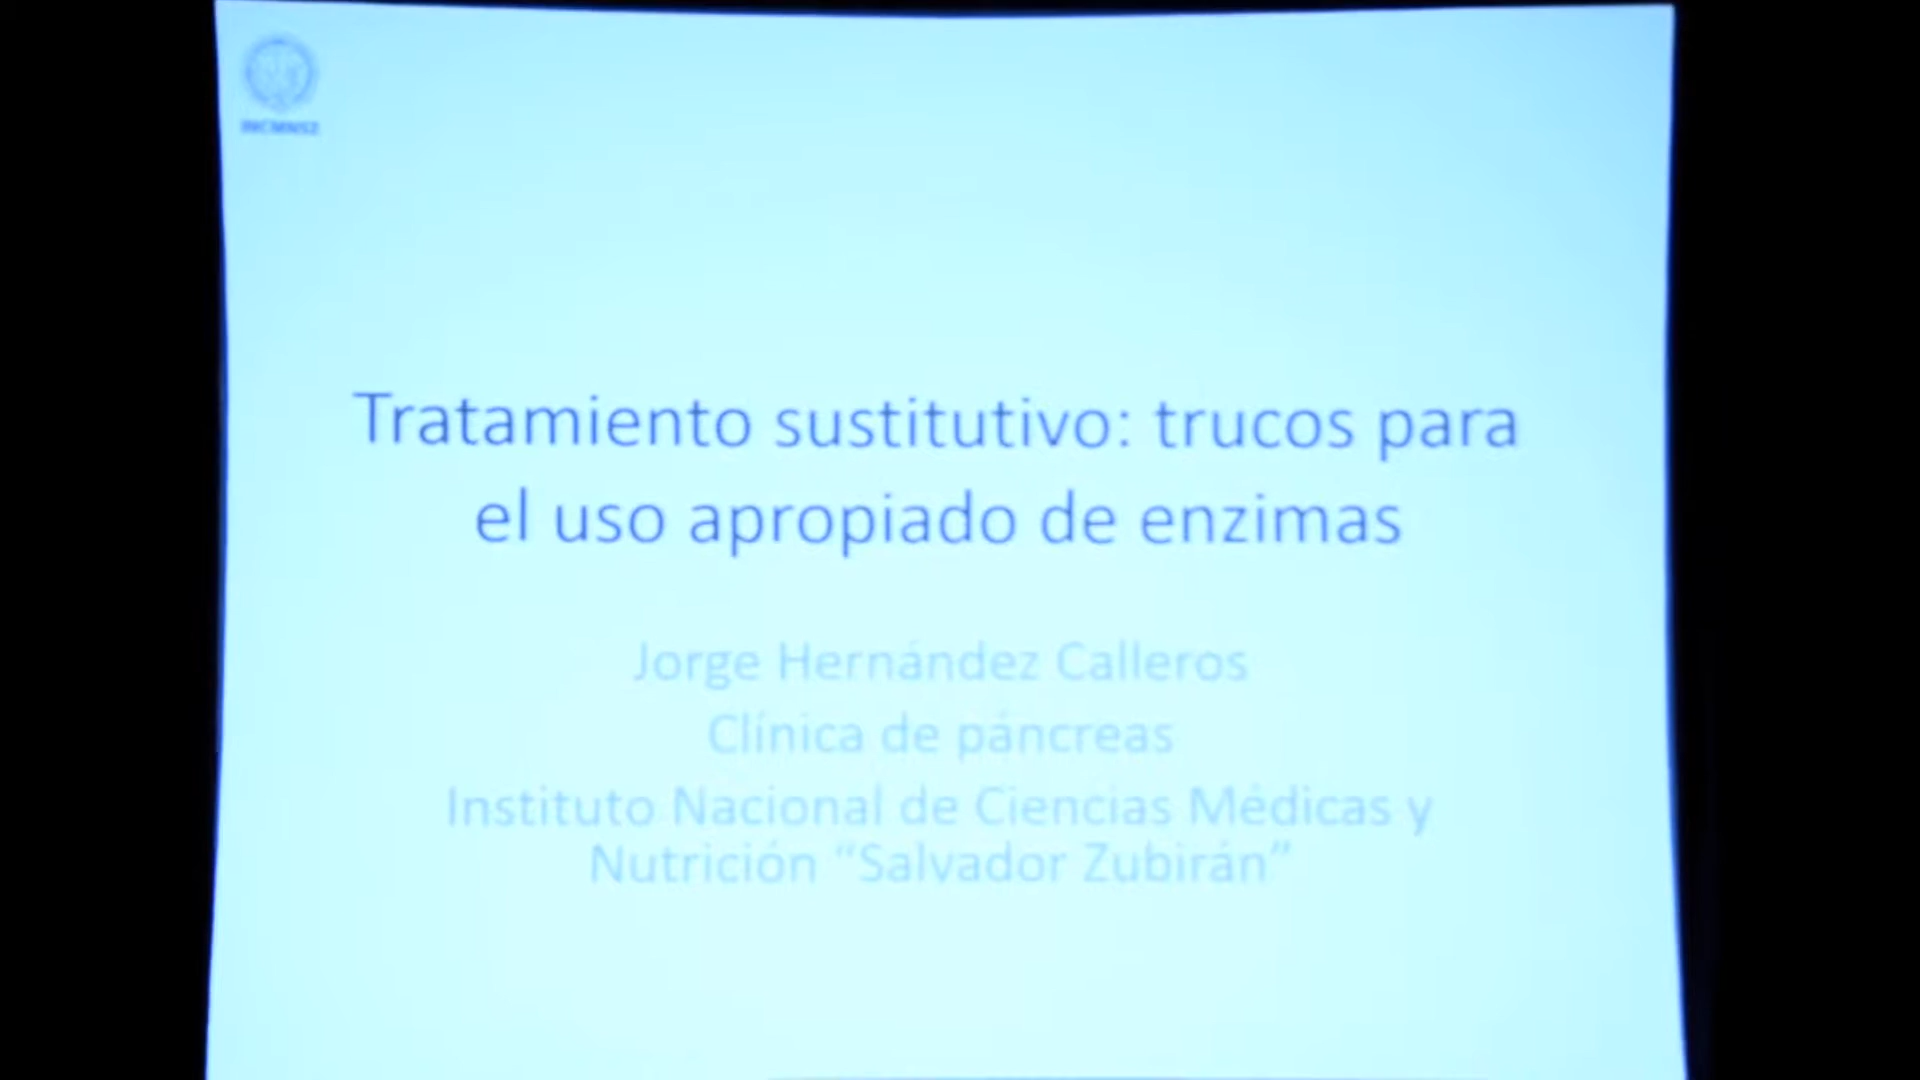 INCMNSZ
Tratamiento sustitutivo: trucos para
el uso apropiado de enzimas
Jorge Hernández Calleros
Clínica de páncreas
Instituto Nacional de Ciencias Médicas y
Nutrición “Salvador Zubirán”